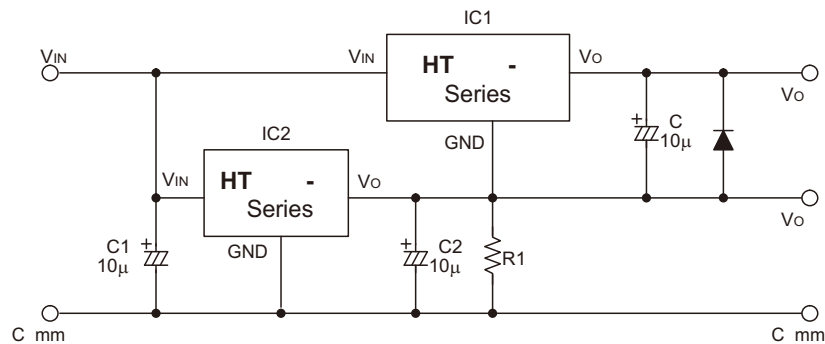 IC1
VIN
VIN
HT -
Series
VO
VO
GND
C
10μ
IC2
VIN
HT -
Series
VO
VO
GND
C1
10μ
C2
10μ
R1
C mm
C mm